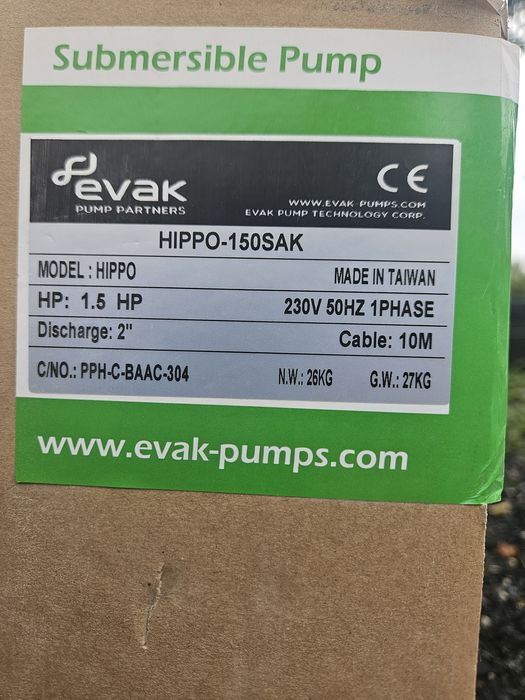 Submersible Pump
evak
PUMP PARTNERS
CE
WWW.EVAK-PUMPS.COM
EVAK PUMP TECHNOLOGY CORP.
HIPPO-150SAK
MODEL : HIPPO MADE IN TAIWAN
HP: 1.5 HP 230V 50HZ 1PHASE
Discharge: 2" Cable: 10M
C/NO.: PPH-C-BAAC-304 N.W.: 26KG G.W.: 27KG
www.evak-pumps.com